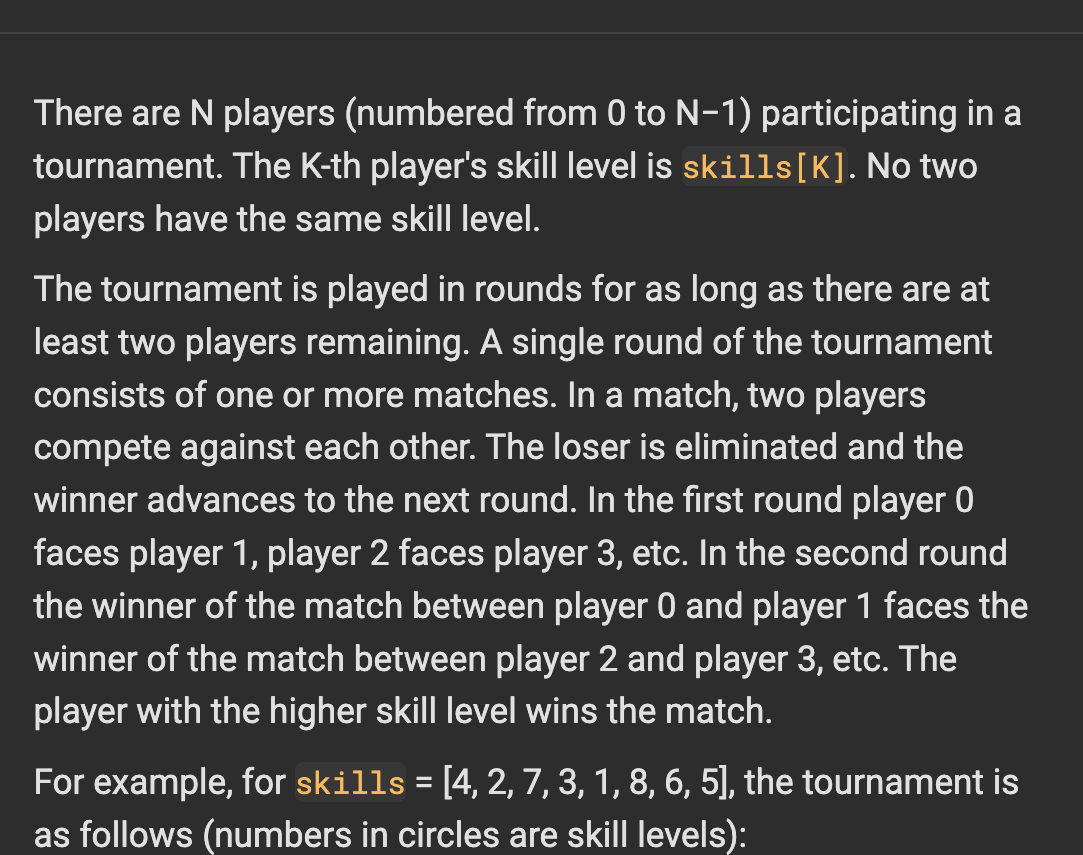 There are N players (numbered from 0 to N−1) participating in a
tournament. The K-th player's skill level is skills[K]. No two
players have the same skill level.
The tournament is played in rounds for as long as there are at
least two players remaining. A single round of the tournament
consists of one or more matches. In a match, two players
compete against each other. The loser is eliminated and the
winner advances to the next round. In the first round player 0
faces player 1, player 2 faces player 3, etc. In the second round
the winner of the match between player 0 and player 1 faces the
winner of the match between player 2 and player 3, etc. The
player with the higher skill level wins the match.
For example, for skills = [4, 2, 7, 3, 1, 8, 6, 5], the tournament is
as follows (numbers in circles are skill levels):